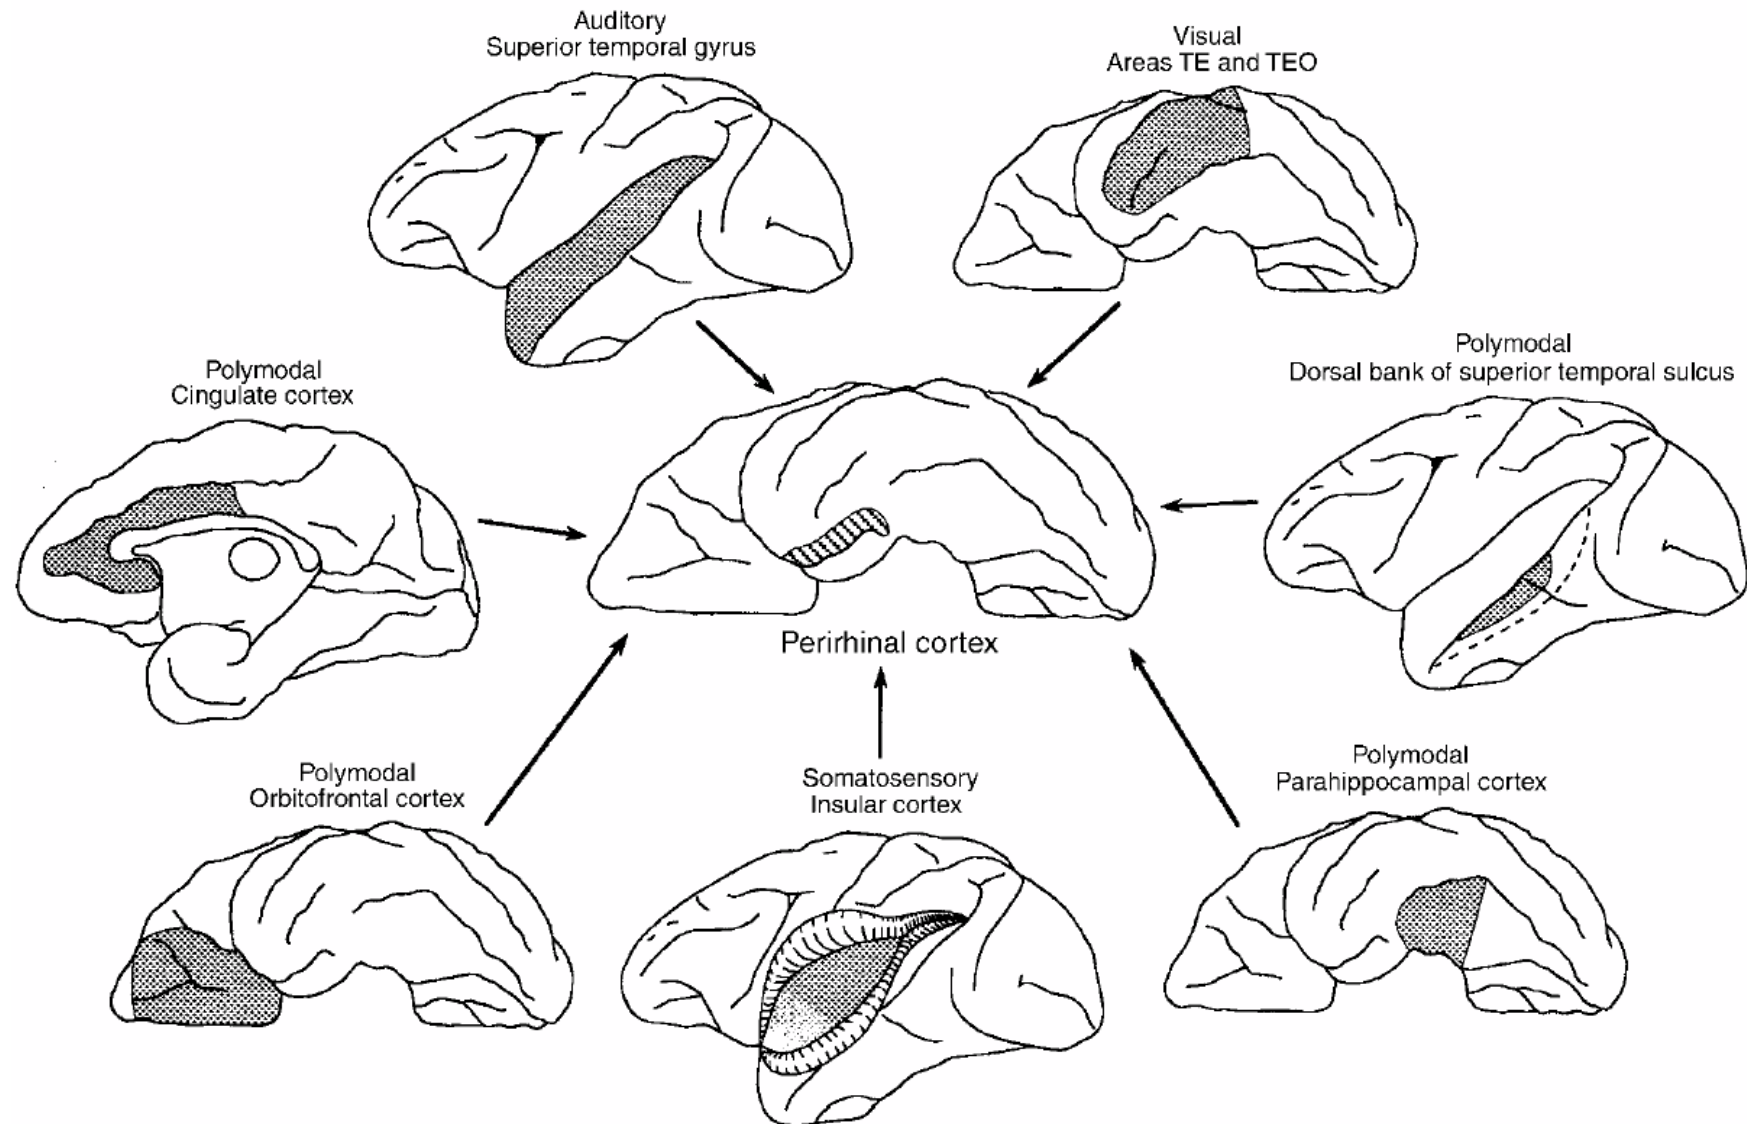 Auditory
Superior temporal gyrus
Visual
Areas TE and TEO
Polymodal
Cingulate cortex
Polymodal
Dorsal bank of superior temporal sulcus
Perirhinal cortex
Polymodal
Orbitofrontal cortex
Somatosensory
Insular cortex
Polymodal
Parahippocampal cortex